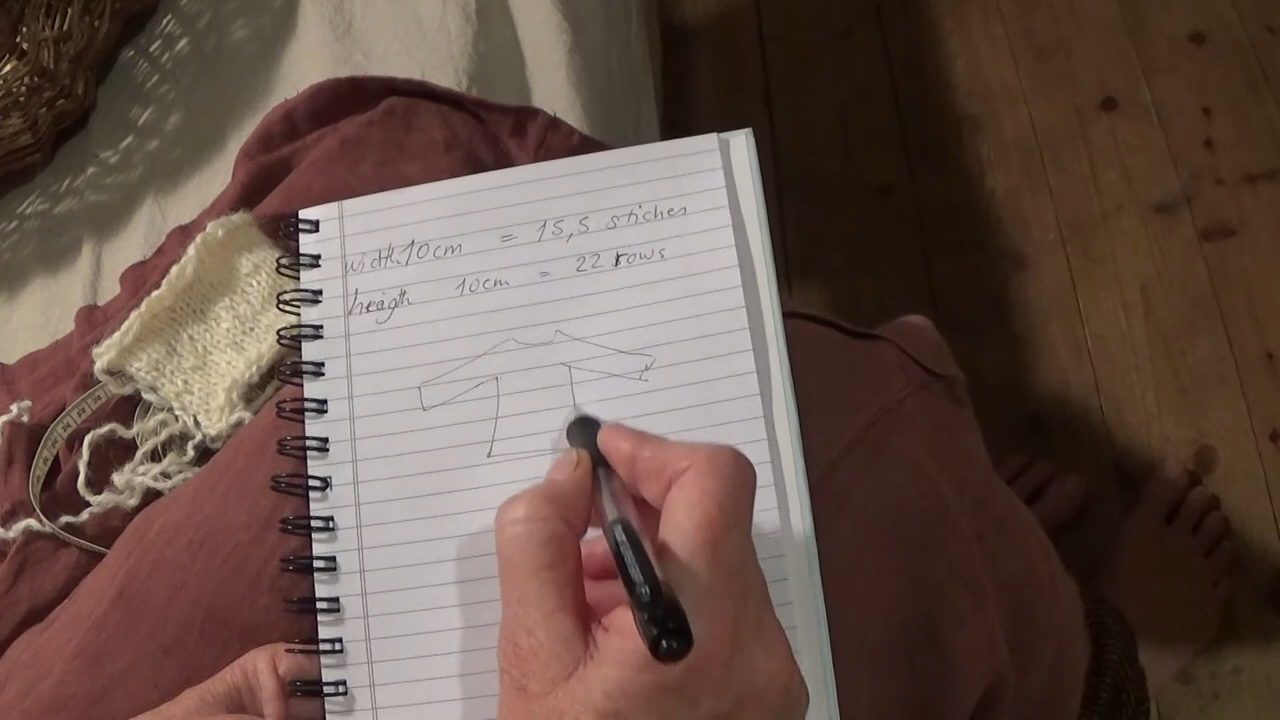 width 10cm = 15,5 stiches
heigth 10cm = 22 rows